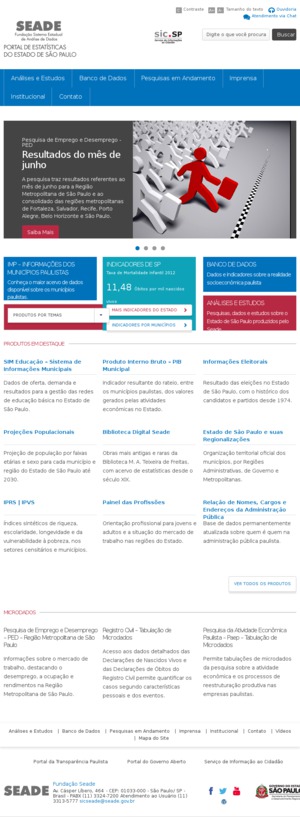 Contraste
A- A+ Tamanho do texto
Ouvidoria
Atendimento via Chat
SEADE
Fundação Sistema Estadual
de Análise de Dados
PORTAL DE ESTATÍSTICAS
DO ESTADO DE SÃO PAULO
sic.SP
Digite o que você procura
Buscar
Análises e Estudos
Banco de Dados
Pesquisas em Andamento
Imprensa
Institucional
Contato
Pesquisa de Emprego e Desemprego -
PED
Resultados do mês de
junho
A pesquisa traz resultados referentes ao
mês de junho para a Região
Metropolitana de São Paulo e ao
consolidado das regiões metropolitanas
de Fortaleza, Salvador, Recife, Porto
Alegre, Belo Horizonte e São Paulo.
Saiba Mais
IMP - INFORMAÇÕES DOS
MUNICÍPIOS PAULISTAS
Conheça o maior acervo de dados
disponível sobre os municípios
paulistas
PRODUTOS POR TEMAS
INDICADORES DE SP
Taxa de Mortalidade Infantil 2012
11,48 Óbitos por mil nascidos
vivos
MAIS INDICADORES DO ESTADO
INDICADORES POR MUNICÍPIOS
BANCO DE DADOS
Dados e indicadores sobre a realidade
socioeconômica paulista
ANÁLISES E ESTUDOS
Pesquisas, dados e estudos sobre o
Estado de São Paulo produzidos pelo
Seade
PRODUTOS EM DESTAQUE
SIM Educação – Sistema de
Informações Municipais
Dados de oferta, demanda e
resultados para a gestão das redes
de educação básica no Estado de
São Paulo.
Produto Interno Bruto – PIB
Municipal
Indicador resultante do rateio, entre
os municípios paulistas, dos valores
gerados pelas atividades
econômicas no Estado.
Informações Eleitorais
Resultado das eleições no Estado
de São Paulo, com o histórico dos
candidatos e partidos desde 1974.
Projeções Populacionais
Projeção de população por faixas
etárias e sexo para cada município e
região do Estado de São Paulo até
2030.
Biblioteca Digital Seade
Obras mais antigas e raras da
Biblioteca M. A. Teixeira de Freitas,
com acervo de estatísticas desde o
século XIX.
Estado de São Paulo e suas
Regionalizações
Organização territorial oficial dos
municípios, por Regiões
Administrativas, de Governo e
Metropolitanas.
IPRS | IPVS
Índices sintéticos de riqueza,
escolaridade, longevidade e da
vulnerabilidade à pobreza, nos
setores censitários e municípios.
Painel das Profissões
Orientação profissional para jovens e
adultos e a situação do mercado de
trabalho nas regiões do Estado.
Relação de Nomes, Cargos e
Endereços da Administração
Pública
Base de dados permanentemente
atualizada sobre quem é quem na
administração pública paulista.
VER TODOS OS PRODUTOS
MICRODADOS
Pesquisa de Emprego e Desemprego
– PED – Região Metropolitana de São
Paulo
Informações sobre o mercado de
trabalho, destacando o
desemprego, a ocupação e
rendimentos na Região
Metropolitana de São Paulo.
Registro Civil - Tabulação de
Microdados
Acesso aos dados detalhados das
Declarações de Nascidos Vivos e
das Declarações de Óbitos do
Registro Civil permite quantificar os
casos segundo características
pessoais e dos eventos.
Pesquisa da Atividade Econômica
Paulista - Paep – Tabulação de
Microdados
Permite tabulações de microdados
da pesquisa sobre a atividade
econômica e os processos de
reestruturação produtiva nas
empresas paulistas.
Análises e Estudos | Banco de Dados | Pesquisas em Andamento | Imprensa | Institucional | Contato | Vídeos
| Mapa do Site
Portal da Transparência Paulista
Portal do Governo Aberto
Serviço de Informação ao Cidadão
SEADE
Fundação Seade
Av. Cásper Líbero, 464 - CEP: 01033-000 - São Paulo/ SP -
Brasil - PABX (11) 3324-7200 Atendimento ao Usuário (11)
3313-5777 sicseade@seade.gov.br
SÃO PAULO